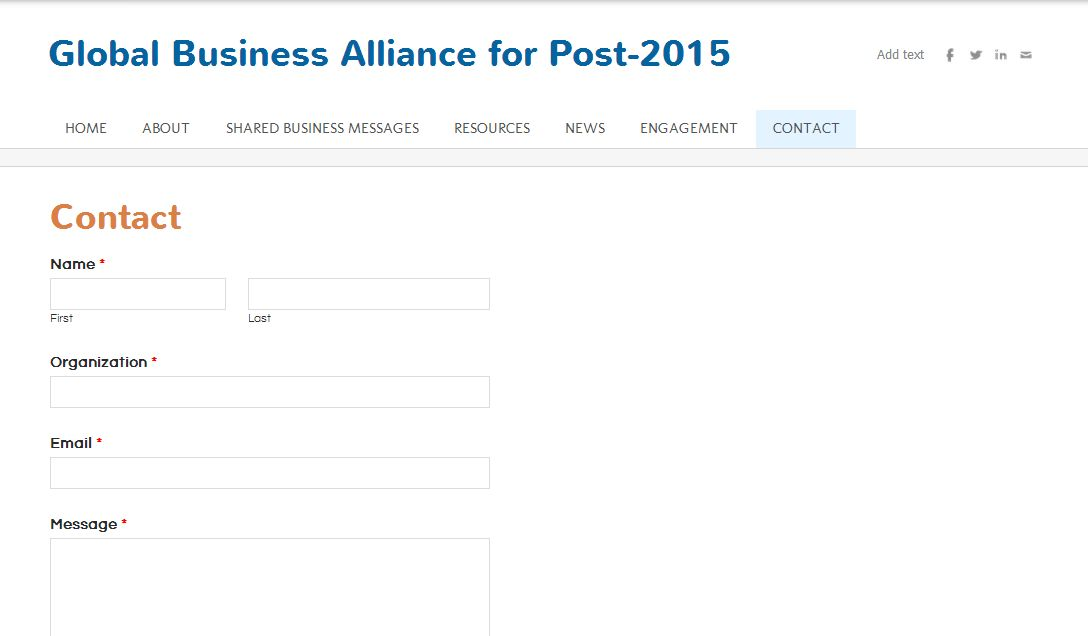 Global Business Alliance for Post-2015
Add text
HOME ABOUT SHARED BUSINESS MESSAGES RESOURCES NEWS ENGAGEMENT CONTACT
Contact
Name *
First Last
Organization *
Email *
Message *